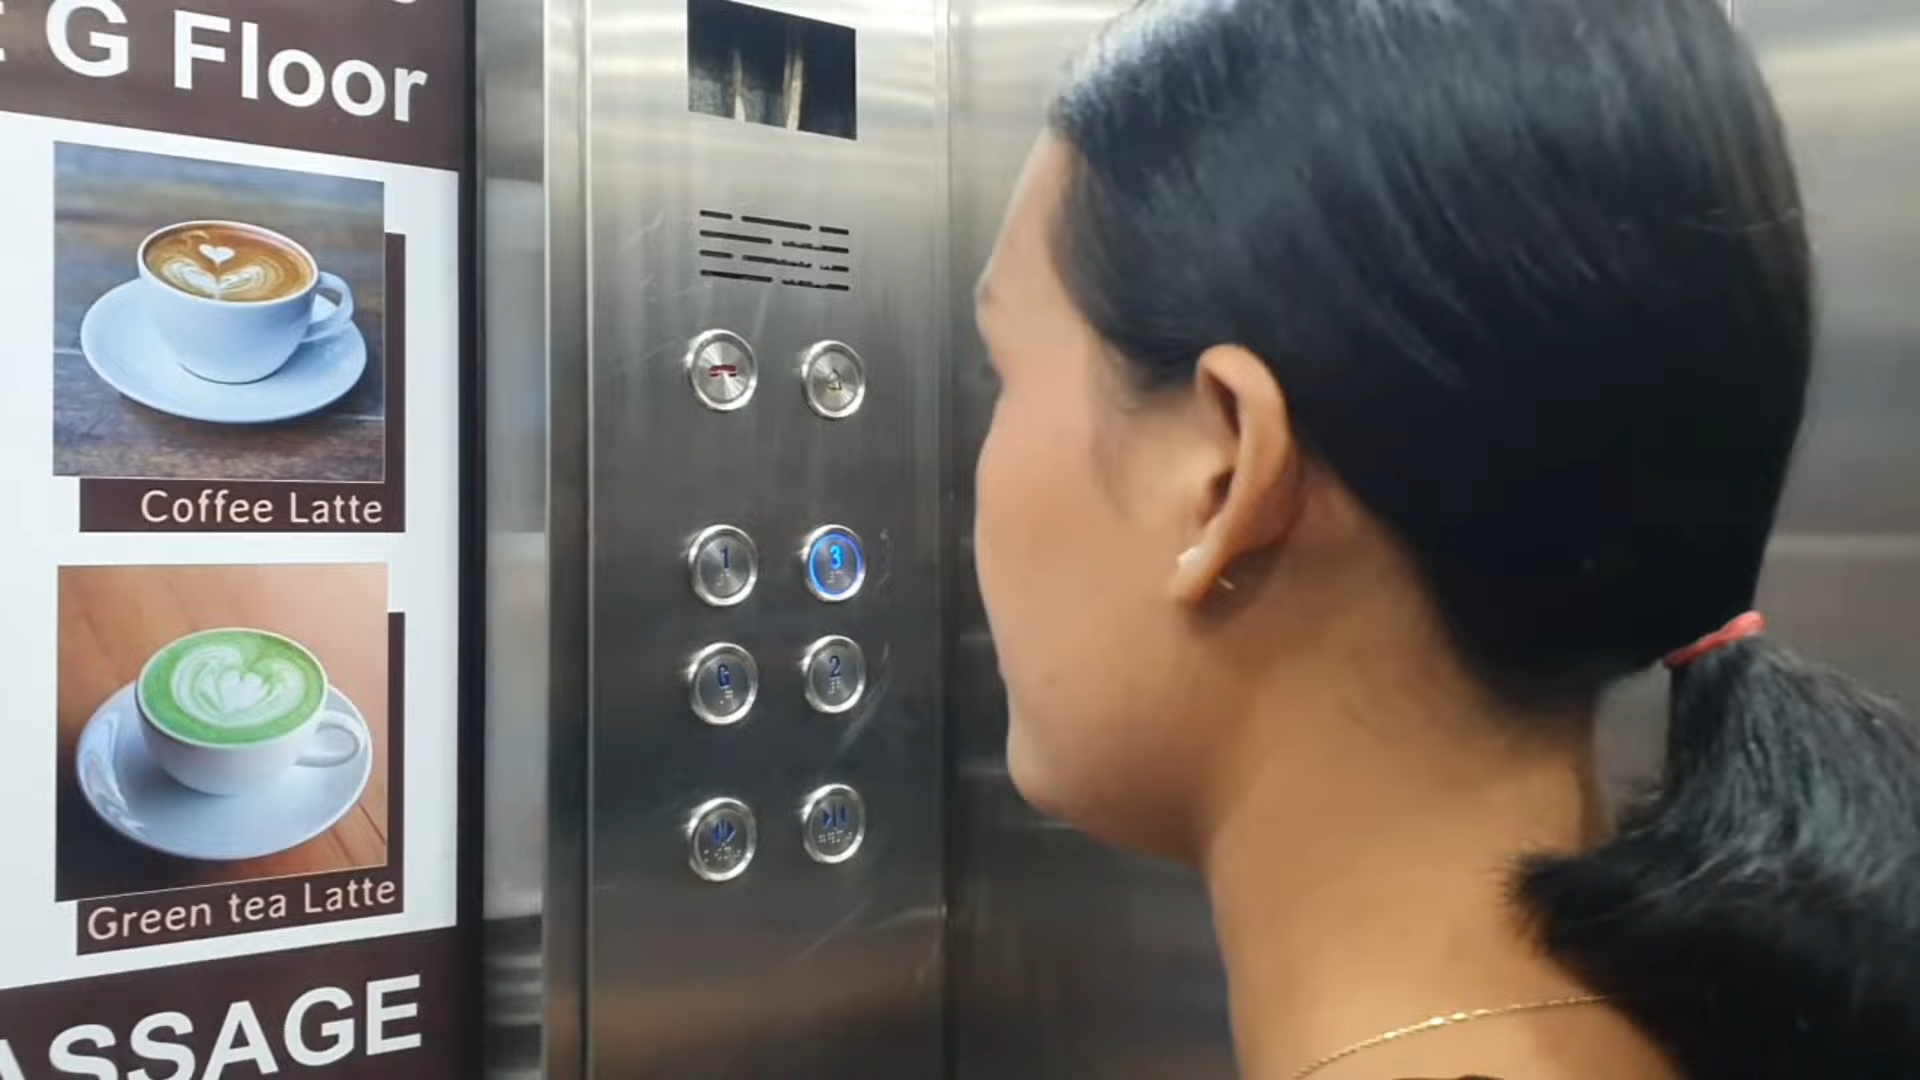 G Floor
Coffee Latte
Green tea Latte
ASSAGE
1
3
G
2